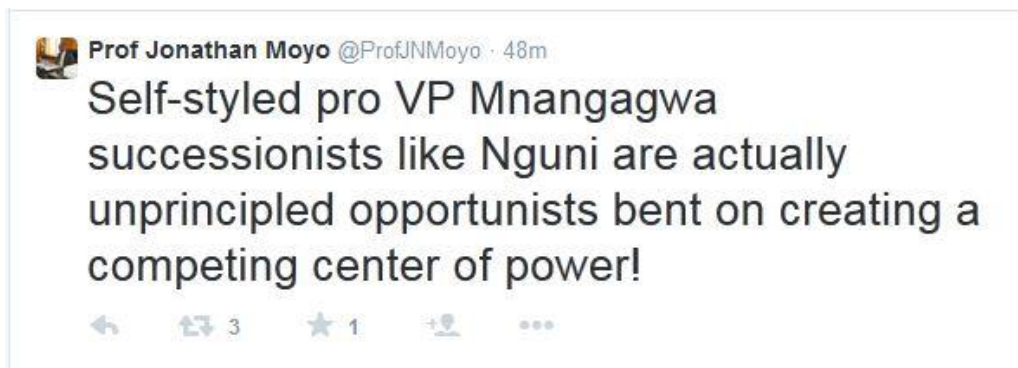 Prof Jonathan Moyo @ProfJNMoyo · 48m
Self-styled pro VP Mnangagwa
successionists like Nguni are actually
unprincipled opportunists bent on creating a
competing center of power!
3 1